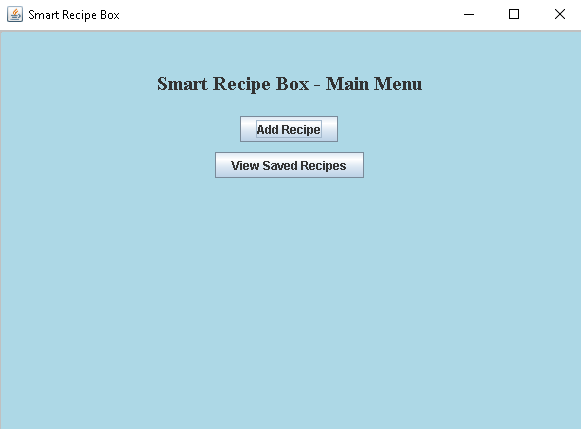 Smart Recipe Box
Smart Recipe Box - Main Menu
Add Recipe
View Saved Recipes